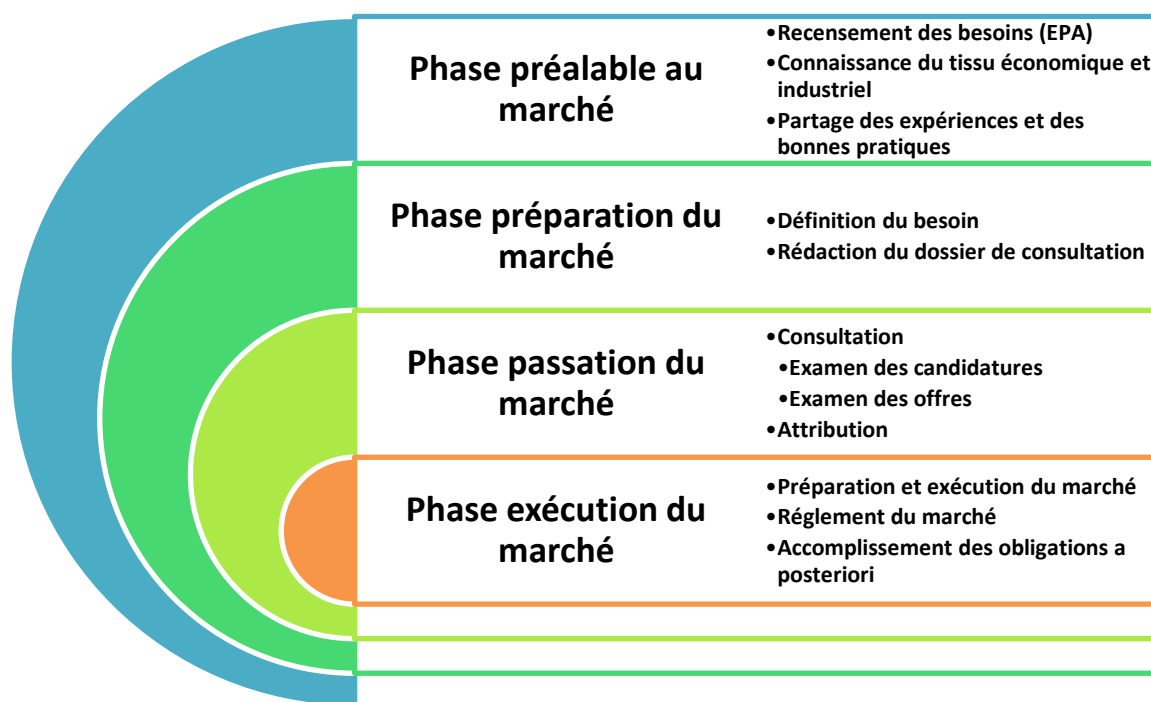 Phase préalable au
marché
•Recensement des besoins (EPA)
•Connaissance du tissu économique et
industriel
•Partage des expériences et des
bonnes pratiques
Phase préparation du
marché
•Définition du besoin
•Rédaction du dossier de consultation
Phase passation du
marché
•Consultation
•Examen des candidatures
•Examen des offres
•Attribution
Phase exécution du
marché
•Préparation et exécution du marché
•Réglement du marché
•Accomplissement des obligations a
posteriori